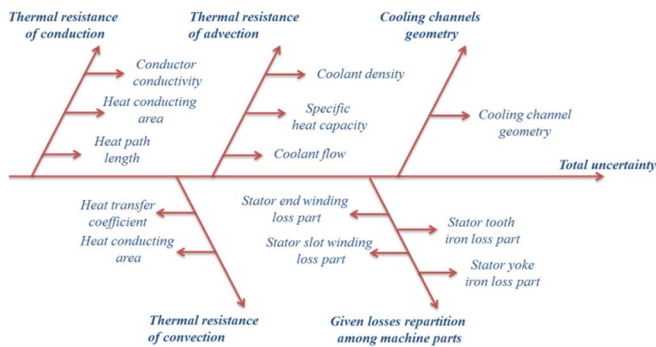 Thermal resistance
of conduction
Thermal resistance
of advection
Cooling channels
geometry
Conductor
conductivity
Heat conducting
area
Heat path
length
Coolant density
Specific
heat capacity
Coolant flow
Cooling channel
geometry
Total uncertainty
Heat transfer
coefficient
Heat conducting
area
Stator end winding
loss part
Stator slot winding
loss part
Stator tooth
iron loss part
Stator yoke
iron loss part
Thermal resistance
of convection
Given losses repartition
among machine parts